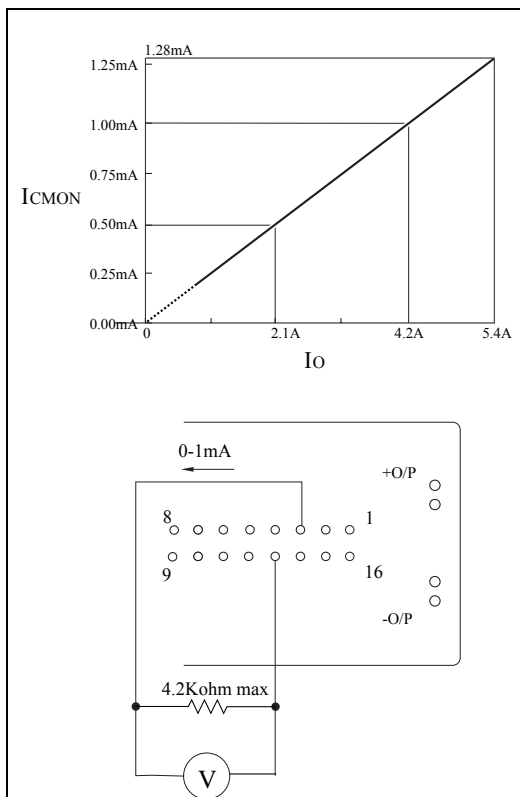 1.28mA
1.25mA
1.00mA
0.75mA
ICMON
0.50mA
0.25mA
0.00mA
0 2.1A 4.2A 5.4A
IO
0-1mA
+O/P
8 1
9 16
-O/P
4.2Kohm max
V